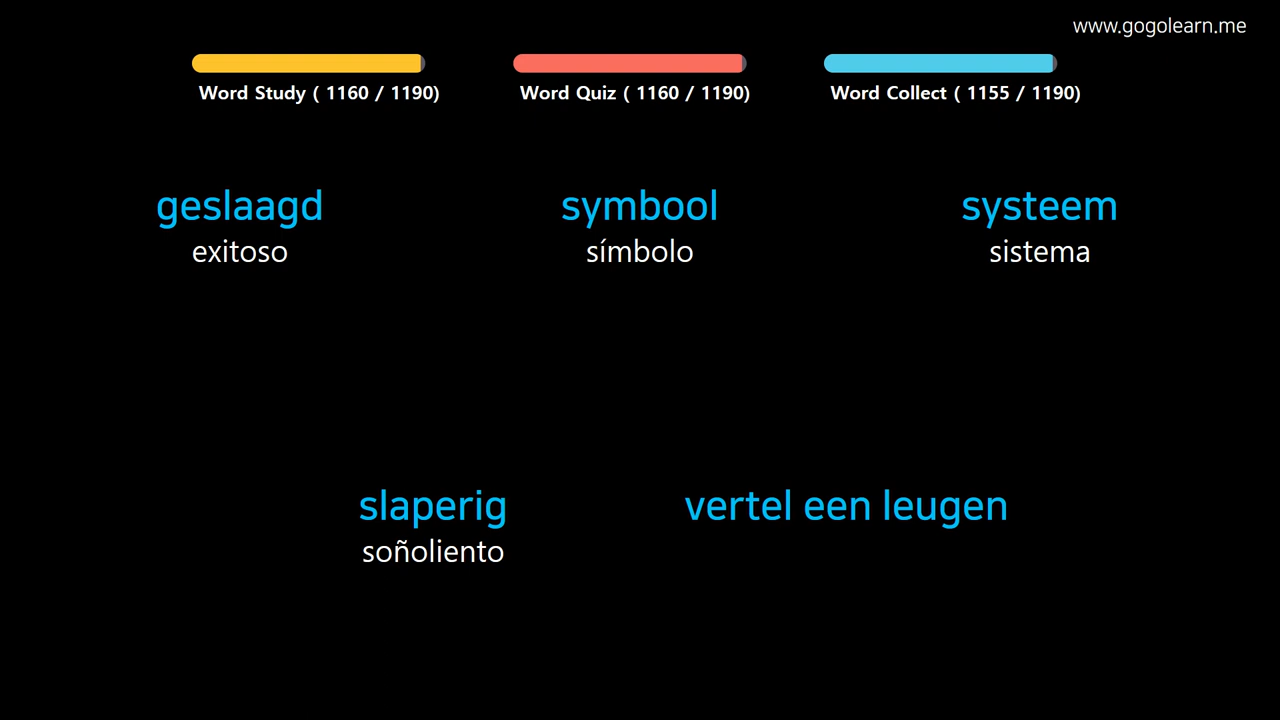 www.gogolearn.me
Word Study ( 1160 / 1190)
Word Quiz ( 1160 / 1190)
Word Collect ( 1155 / 1190)
geslaagd
exitoso
symbool
símbolo
systeem
sistema
slaperig
soñoliento
vertel een leugen